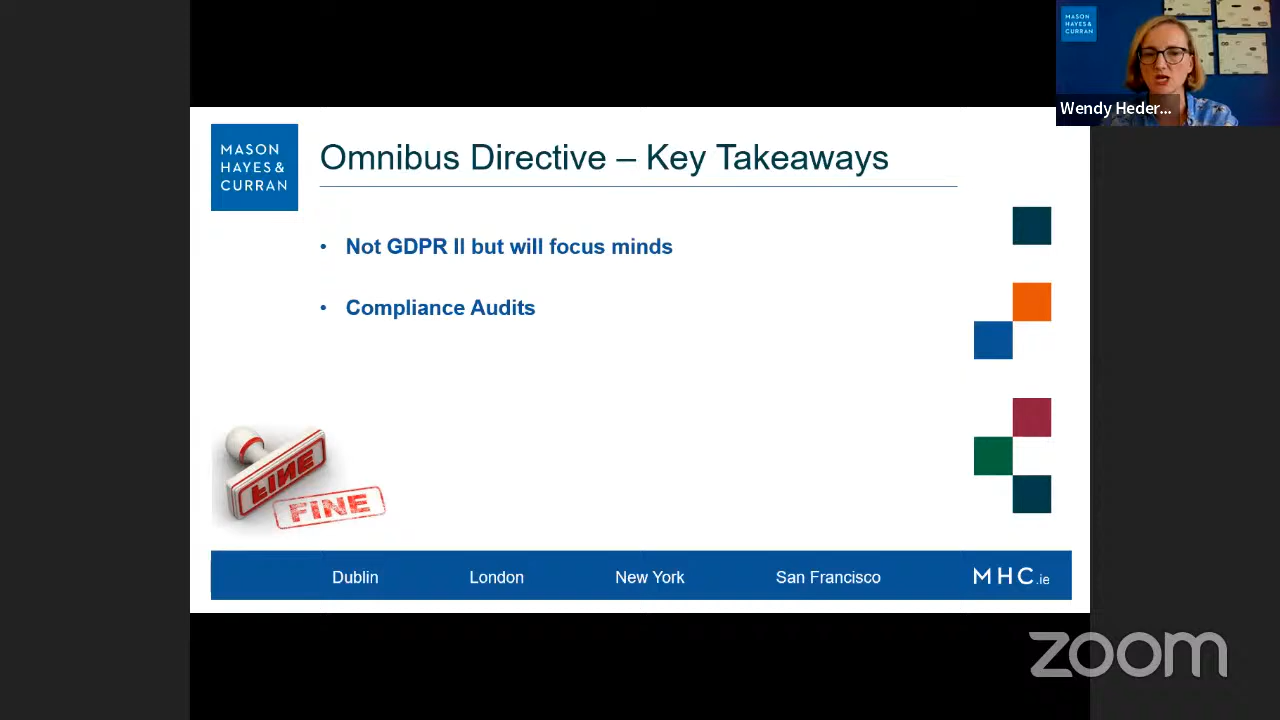 MASON
HAYES &
CURRAN
Wendy Heder...
MASON
HAYES &
CURRAN
Omnibus Directive – Key Takeaways
• Not GDPR II but will focus minds
• Compliance Audits
FINE
FINE
Dublin London New York San Francisco MHC.ie
zoom